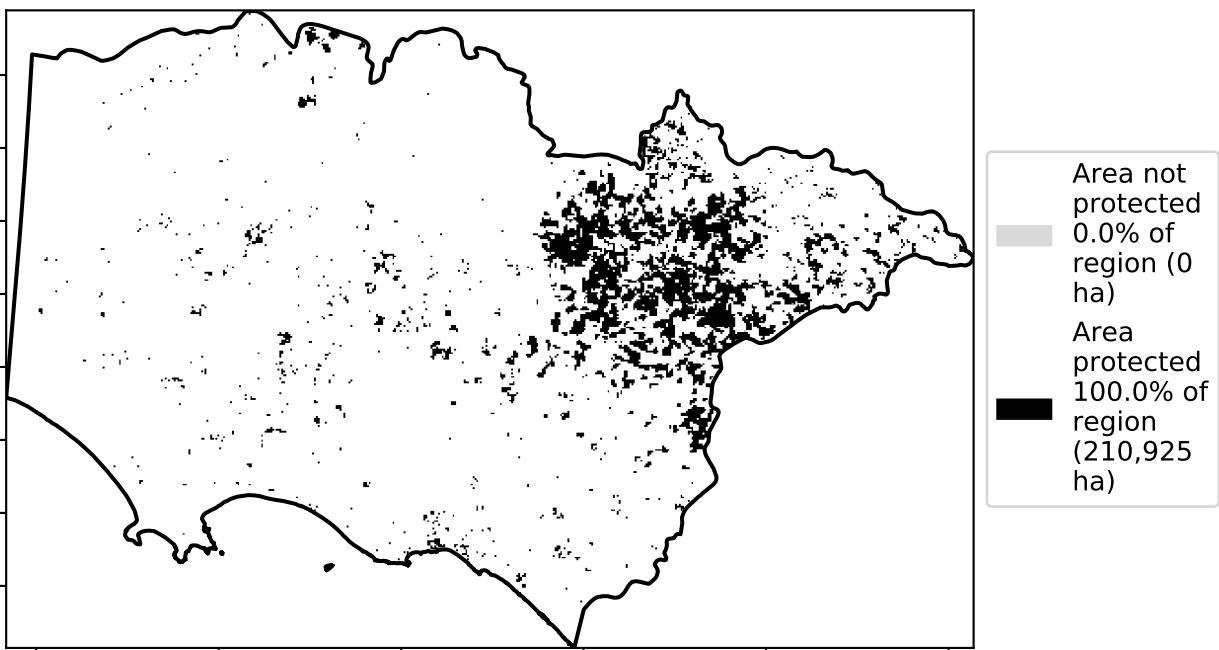 Area not
protected
0.0% of
region (0
ha)
Area
protected
100.0% of
region
(210,925
ha)